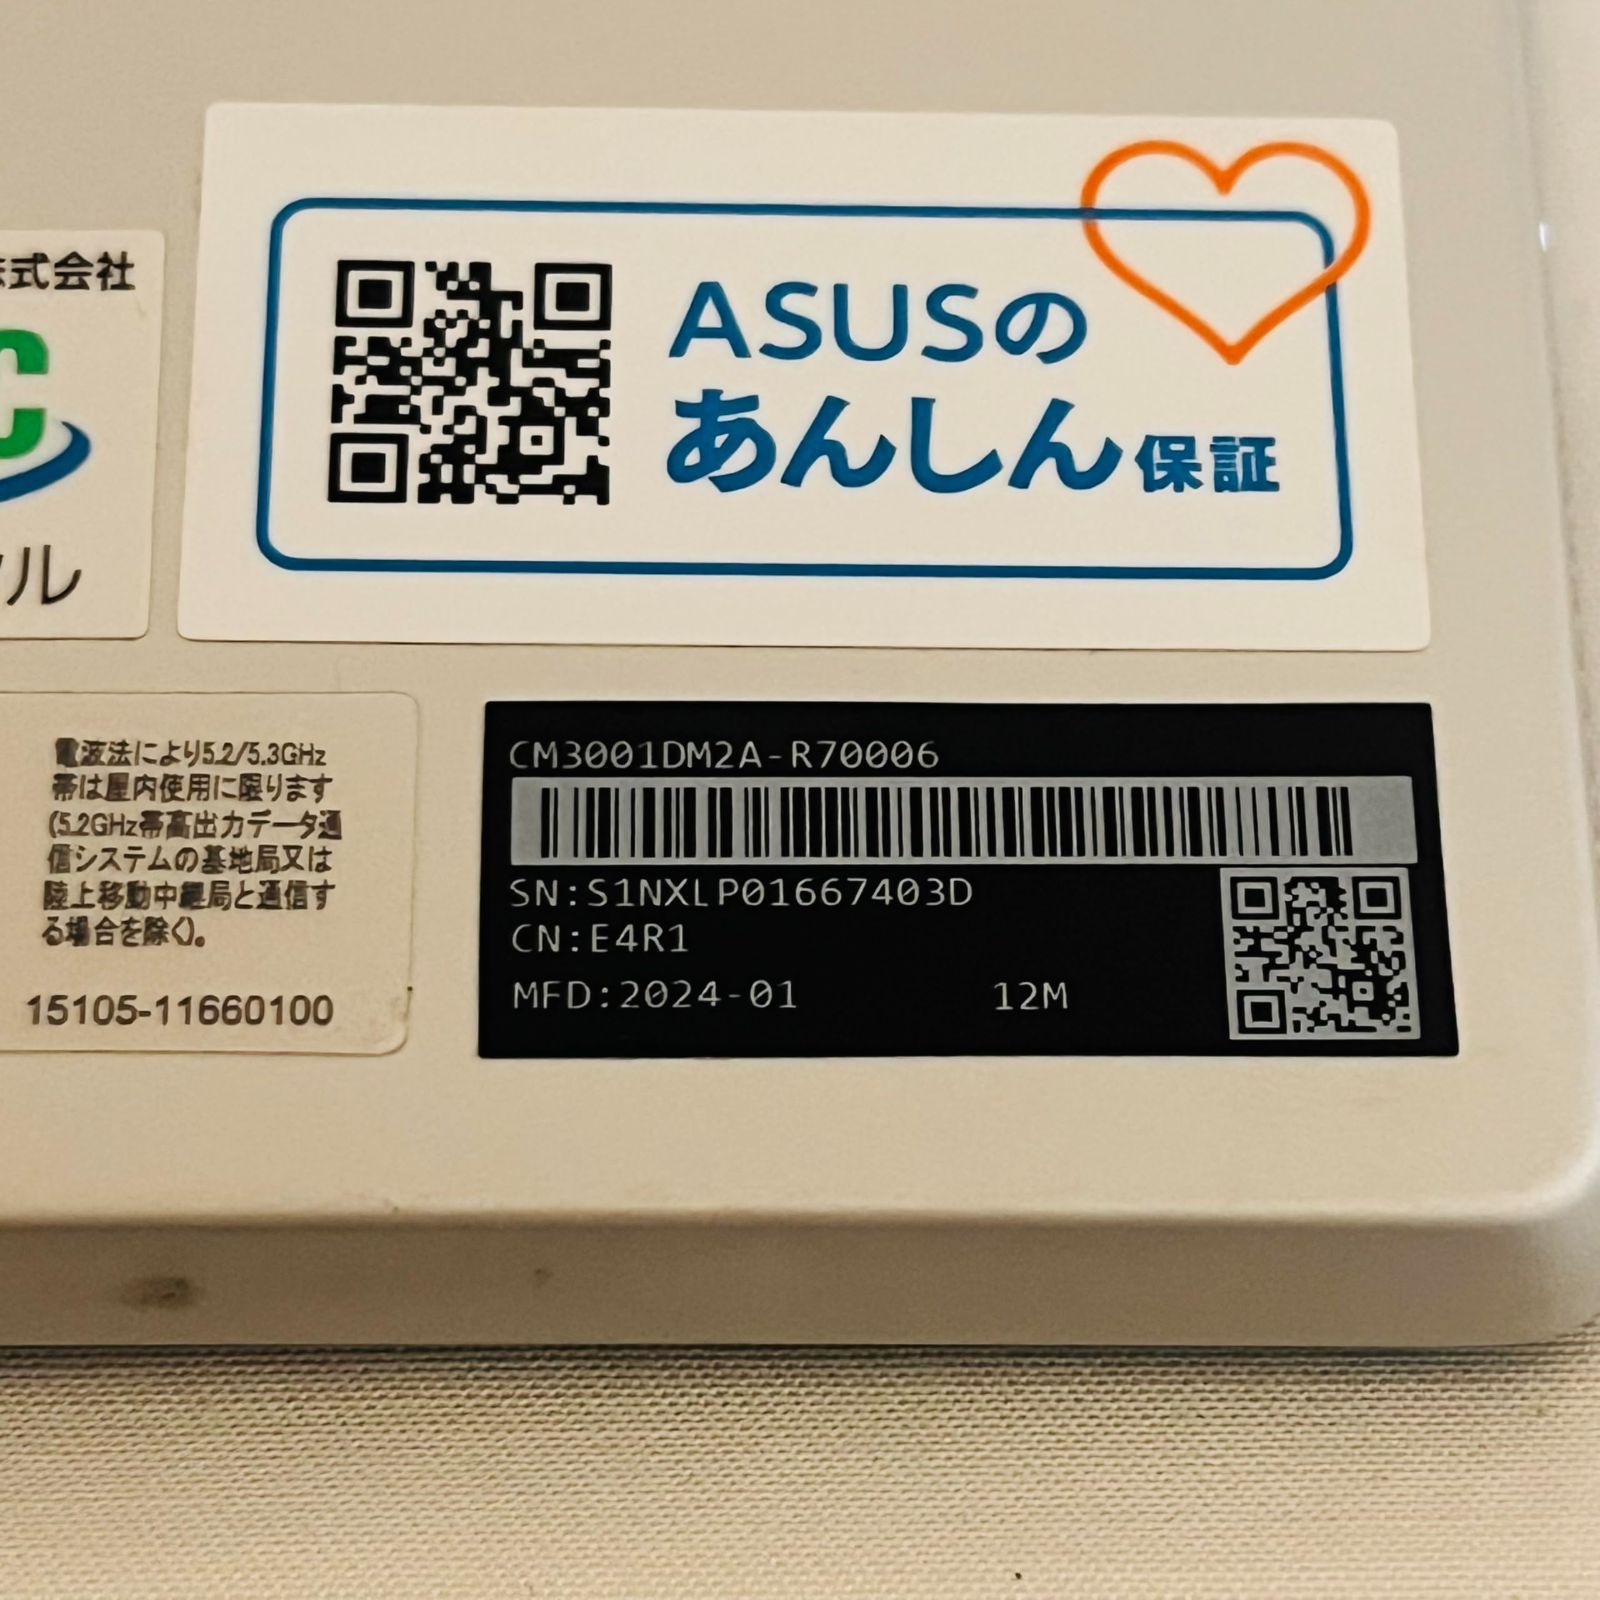 式会社
C
ル
ASUSの
あんしん保証
電波法により5.2/5.3GHz
帯は屋内使用に限ります
(5.2GHz帯高出力データ通
信システムの基地局又は
陸上移動中継局と通信す
る場合を除く)。
15105-11660100
CM3001DM2A-R70006
SN:S1NXLP01667403D
CN:E4R1
MFD:2024-01 12M